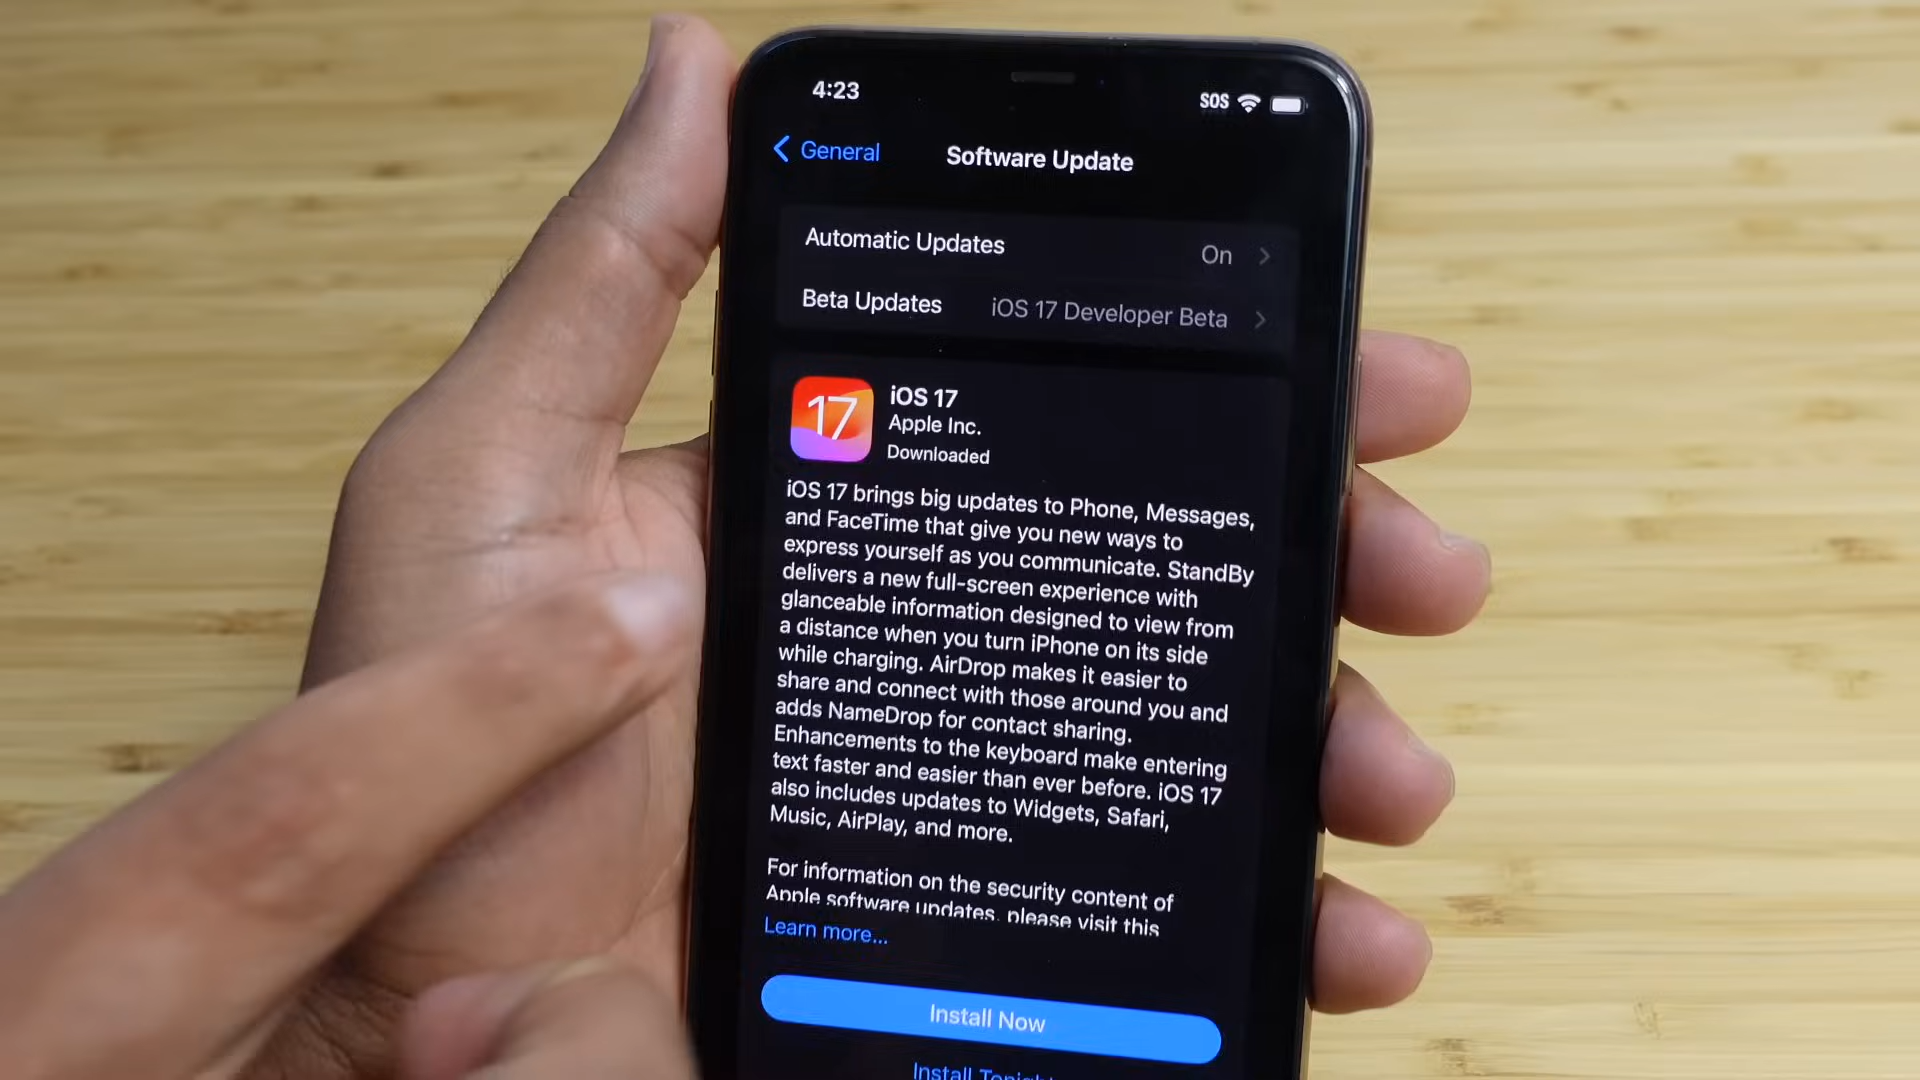 4:23
SOS
General
Software Update
Automatic Updates On
Beta Updates iOS 17 Developer Beta
17
iOS 17
Apple Inc.
Downloaded
iOS 17 brings big updates to Phone, Messages,
and FaceTime that give you new ways to
express yourself as you communicate. StandBy
delivers a new full-screen experience with
glanceable information designed to view from
a distance when you turn iPhone on its side
while charging. AirDrop makes it easier to
share and connect with those around you and
adds NameDrop for contact sharing.
Enhancements to the keyboard make entering
text faster and easier than ever before. iOS 17
also includes updates to Widgets, Safari,
Music, AirPlay, and more.
For information on the security content of
Apple software updates, please visit this
Learn more...
Install Now
Install Tonight